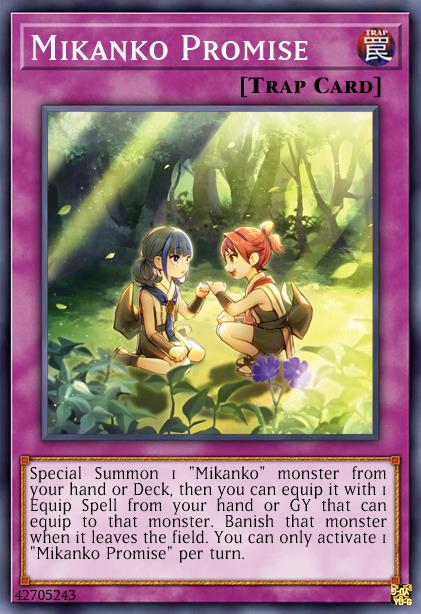 Mikanko Promise
TRAP
罠
[Trap Card]
Special Summon 1 "Mikanko" monster from
your hand or Deck, then you can equip it with 1
Equip Spell from your hand or GY that can
equip to that monster. Banish that monster
when it leaves the field. You can only activate 1
"Mikanko Promise" per turn.
42705243